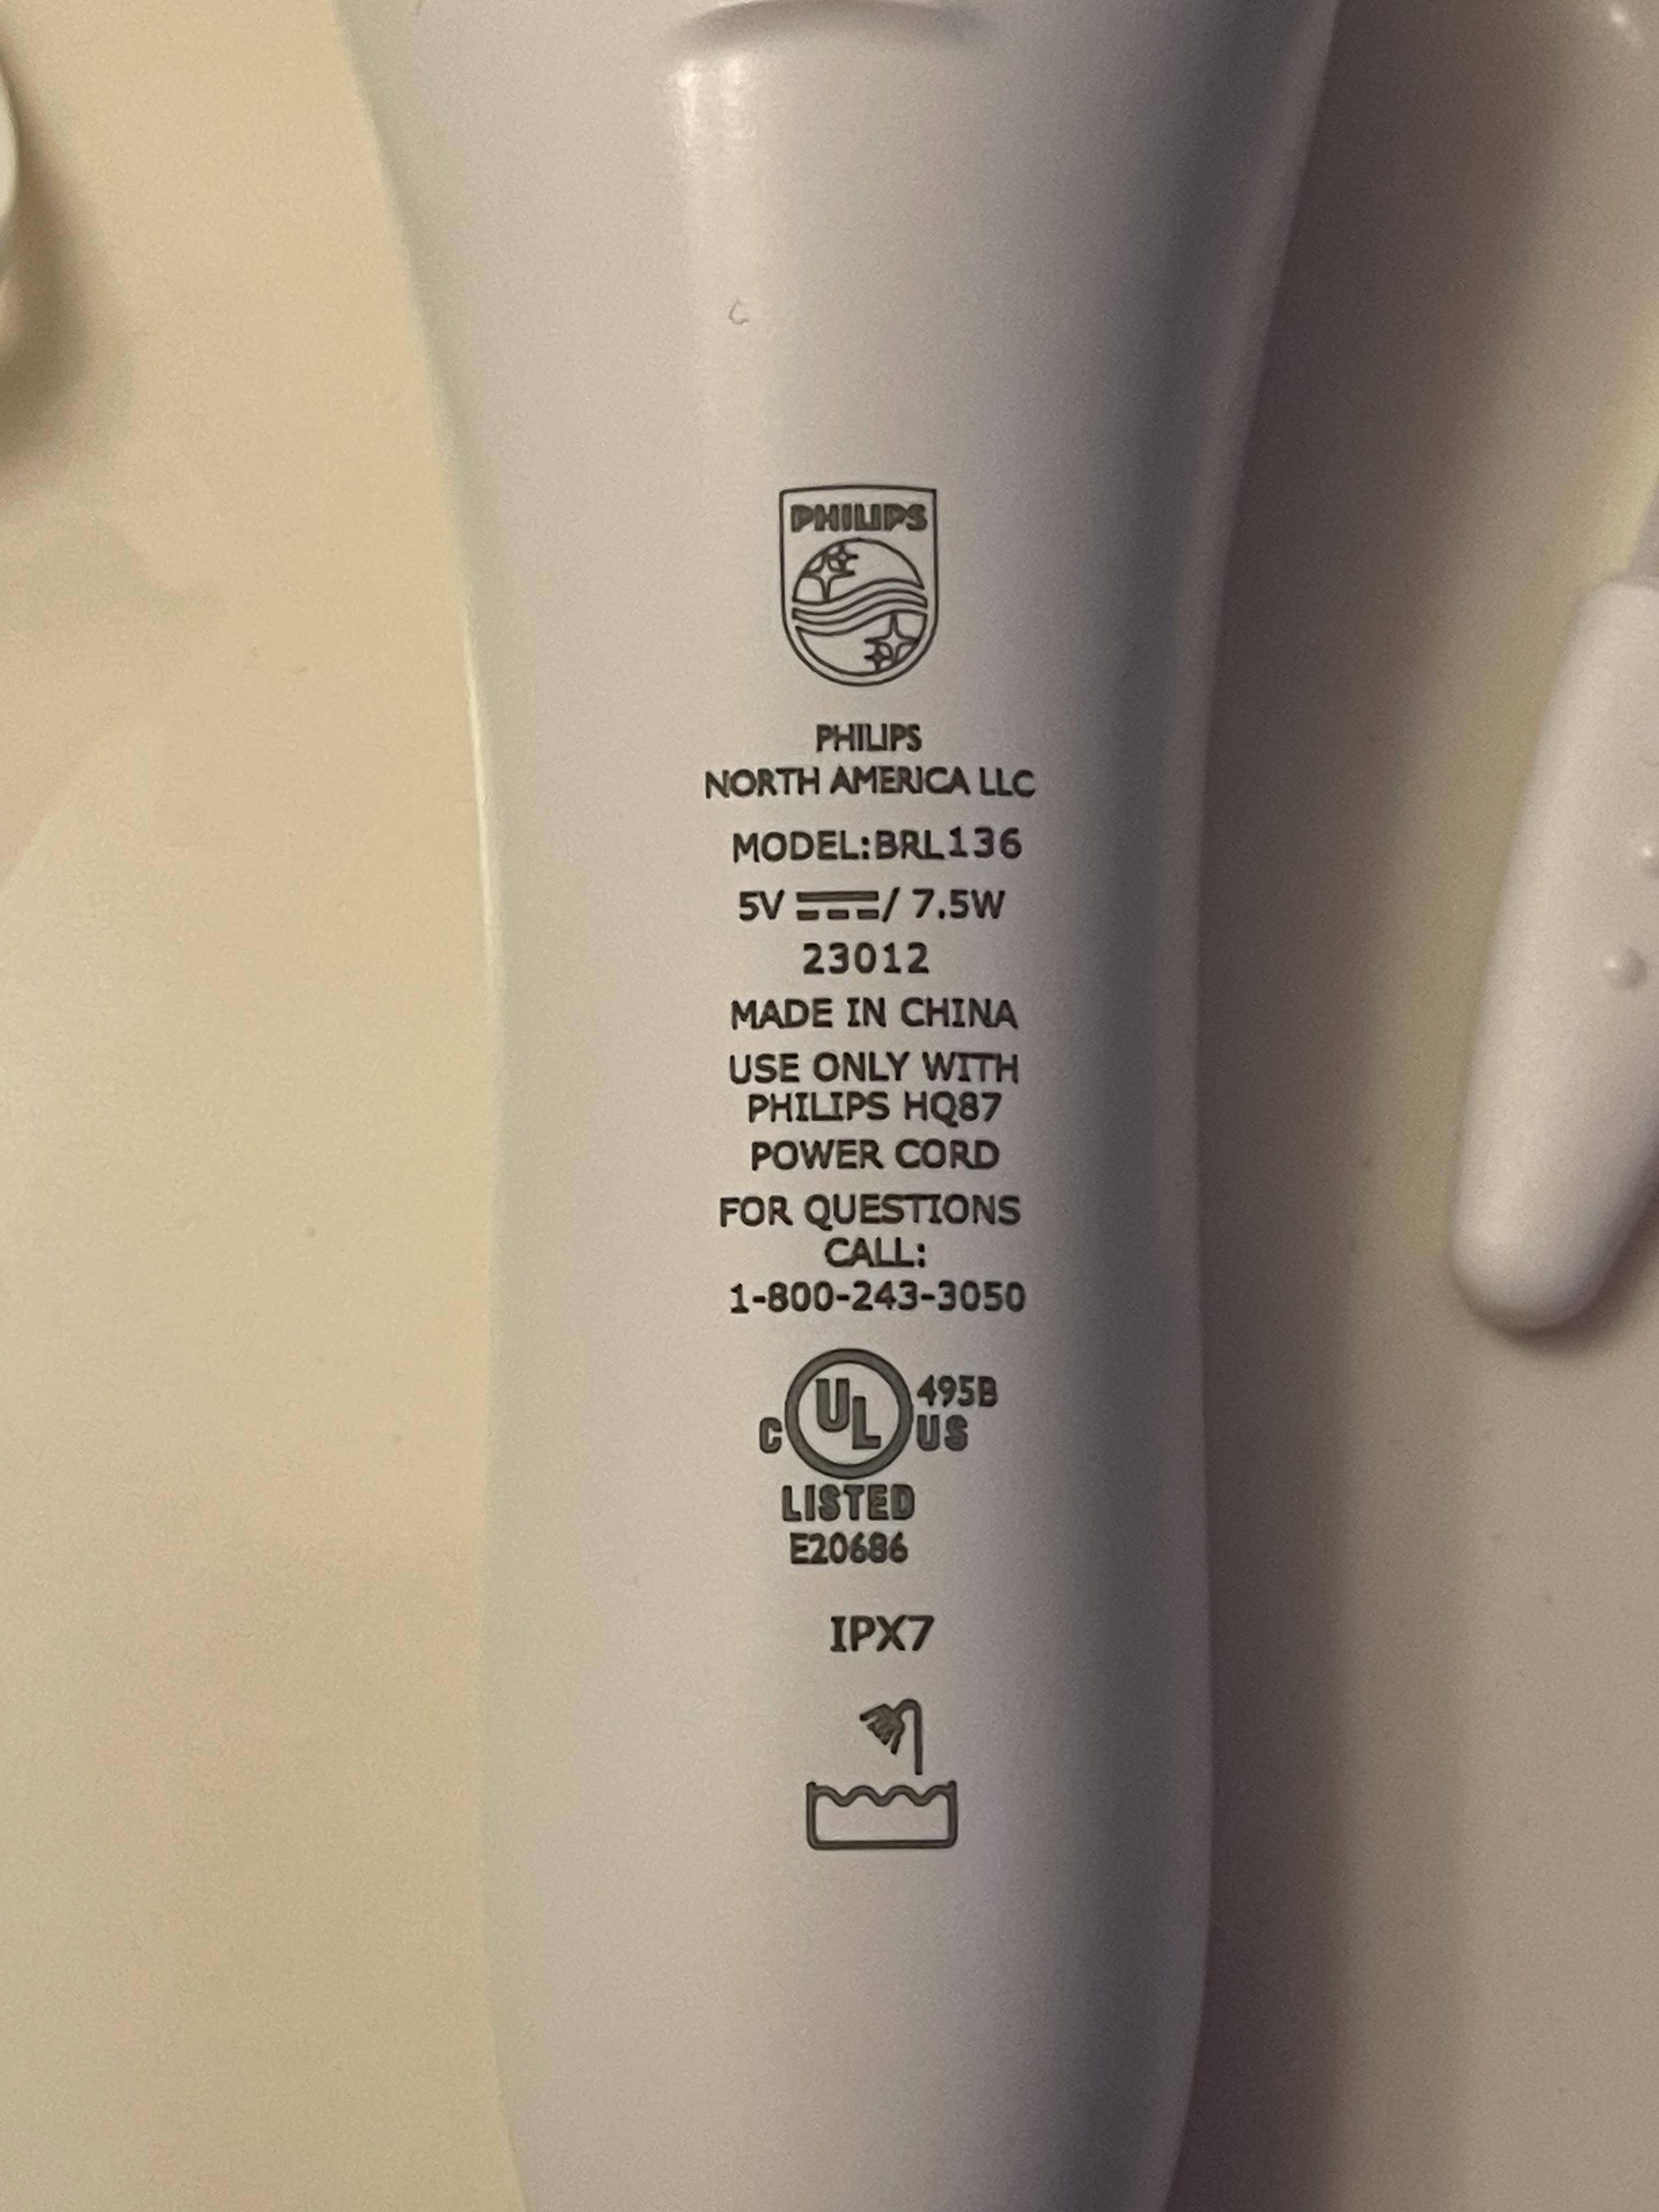 PHILIPS
PHILIPS
NORTH AMERICA LLC
MODEL:BRL136
5V ⎓/ 7.5W
23012
MADE IN CHINA
USE ONLY WITH
PHILIPS HQ87
POWER CORD
FOR QUESTIONS
CALL:
1-800-243-3050
C UL US 495B
LISTED
E20686
IPX7